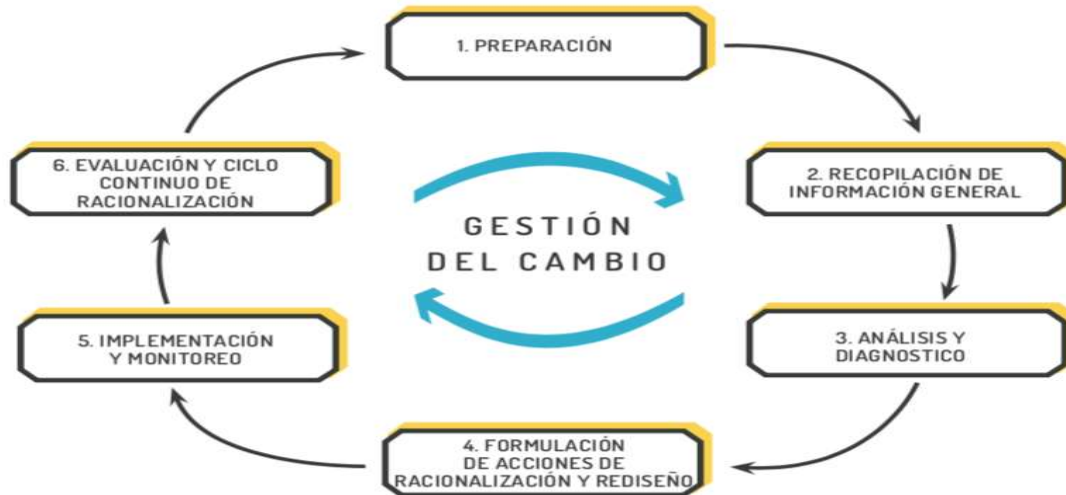 1. PREPARACIÓN
2. RECOPILACIÓN DE
INFORMACIÓN GENERAL
3. ANÁLISIS Y
DIAGNOSTICO
4. FORMULACIÓN
DE ACCIONES DE
RACIONALIZACIÓN Y REDISEÑO
5. IMPLEMENTACIÓN
Y MONITOREO
6. EVALUACIÓN Y CICLO
CONTINUO DE
RACIONALIZACIÓN
GESTIÓN
DEL CAMBIO